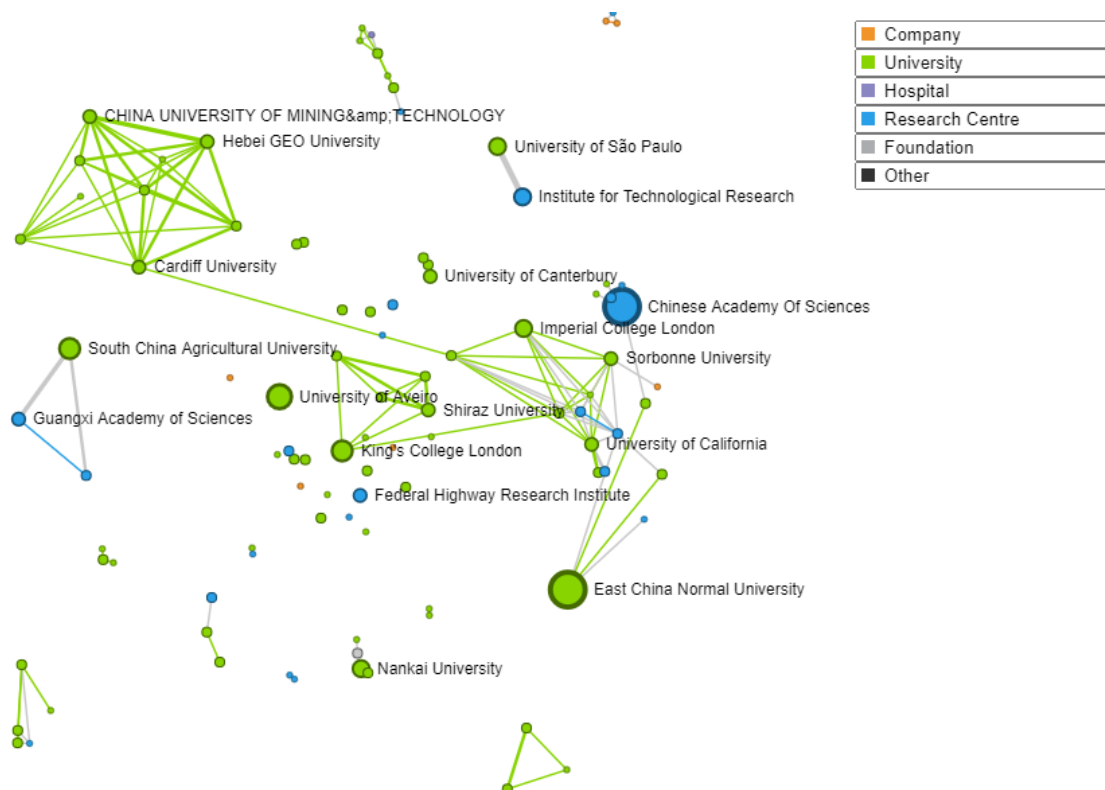 Company
University
Hospital
Research Centre
Foundation
Other
CHINA UNIVERSITY OF MINING&amp;TECHNOLOGY
Hebei GEO University
University of São Paulo
Institute for Technological Research
Cardiff University
University of Canterbury
Chinese Academy Of Sciences
Imperial College London
South China Agricultural University
Sorbonne University
University of Aveiro
Shiraz University
Guangxi Academy of Sciences
University of California
King's College London
Federal Highway Research Institute
East China Normal University
Nankai University